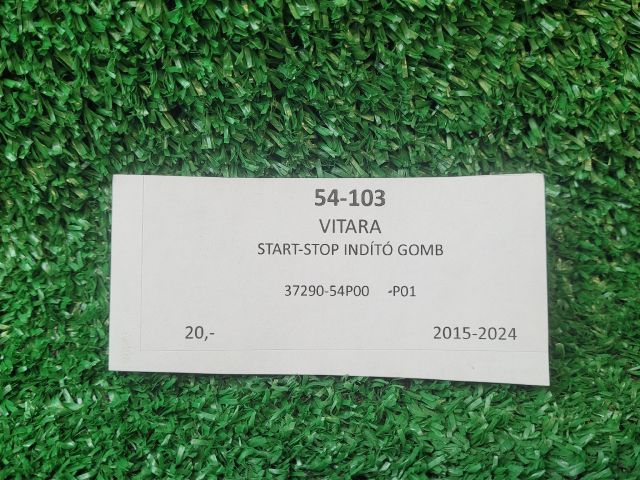 54-103
VITARA
START-STOP INDÍTÓ GOMB
37290-54P00 -P01
20,- 2015-2024